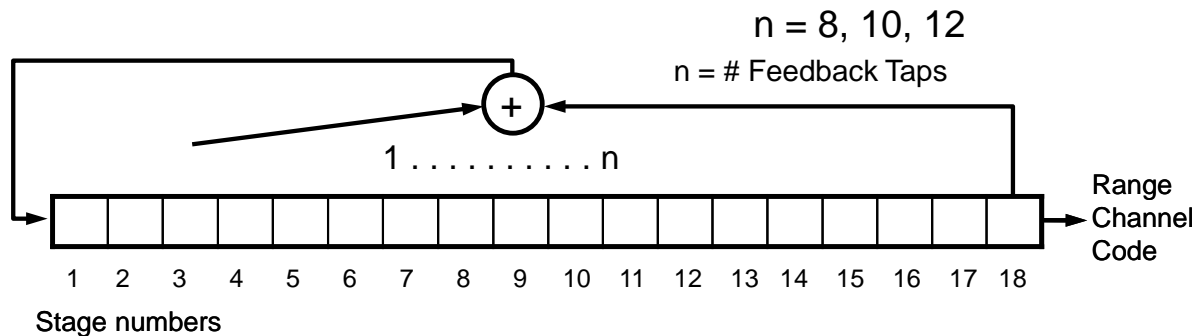 n = 8, 10, 12
n = # Feedback Taps
+
1 . . . . . . . . . . n
Range
Channel
Code
1 2 3 4 5 6 7 8 9 10 11 12 13 14 15 16 17 18
Stage numbers